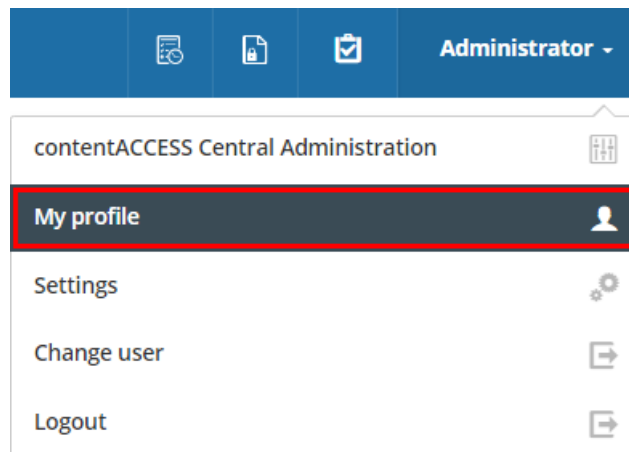 Administrator
contentACCESS Central Administration
My profile
Settings
Change user
Logout